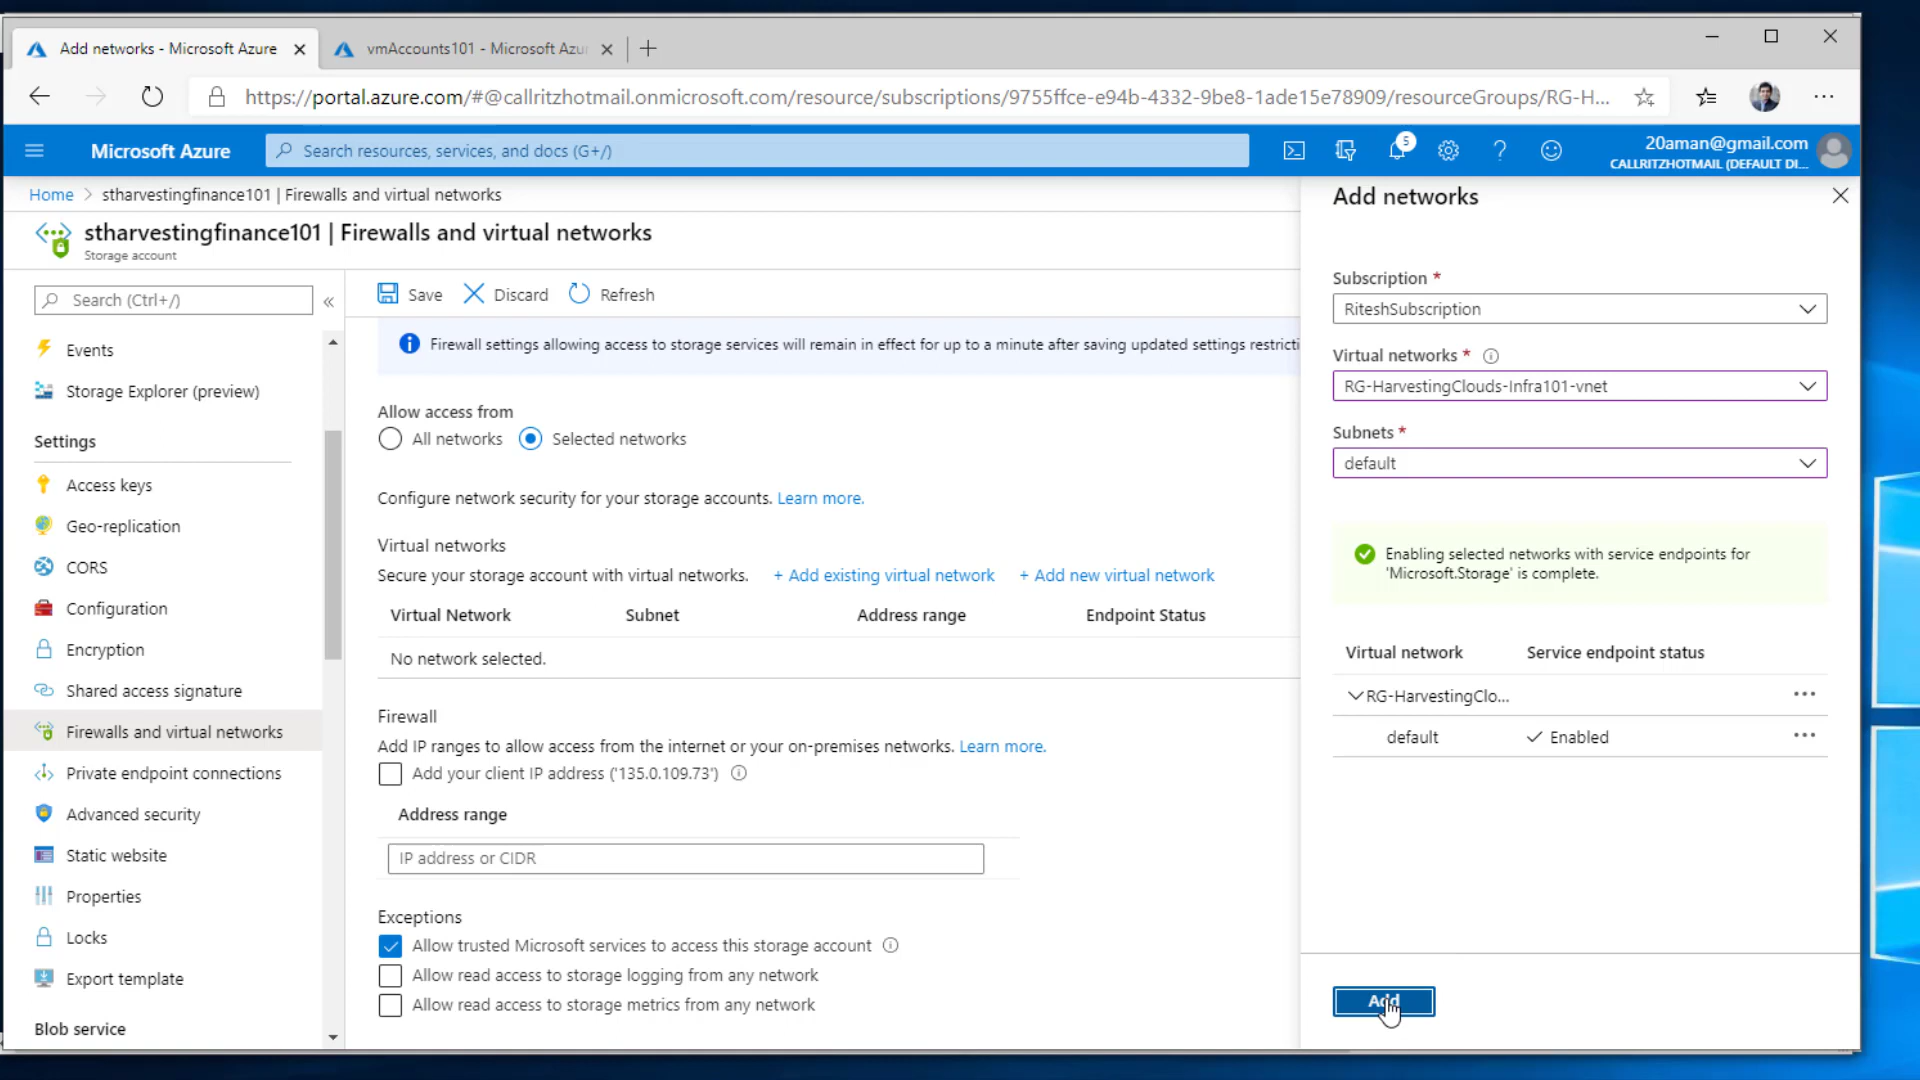 Add networks - Microsoft Azure
vmAccounts101 - Microsoft Azu
https://portal.azure.com/#@callritzhotmail.onmicrosoft.com/resource/subscriptions/9755ffce-e94b-4332-9be8-1ade15e78909/resourceGroups/RG-H...
Microsoft Azure
Search resources, services, and docs (G+/)
5
20aman@gmail.com
CALLRITZHOTMAIL (DEFAULT DI...
Home > stharvestingfinance101 | Firewalls and virtual networks
stharvestingfinance101 | Firewalls and virtual networks
Storage account
Search (Ctrl+/)
Events
Storage Explorer (preview)
Settings
Access keys
Geo-replication
CORS
Configuration
Encryption
Shared access signature
Firewalls and virtual networks
Private endpoint connections
Advanced security
Static website
Properties
Locks
Export template
Blob service
Save
Discard
Refresh
Firewall settings allowing access to storage services will remain in effect for up to a minute after saving updated settings restricti
Allow access from
All networks
Selected networks
Configure network security for your storage accounts. Learn more.
Virtual networks
Secure your storage account with virtual networks. + Add existing virtual network + Add new virtual network
Virtual Network Subnet Address range Endpoint Status
No network selected.
Firewall
Add IP ranges to allow access from the internet or your on-premises networks. Learn more.
Add your client IP address ('135.0.109.73')
Address range
IP address or CIDR
Exceptions
Allow trusted Microsoft services to access this storage account
Allow read access to storage logging from any network
Allow read access to storage metrics from any network
Add networks
Subscription *
RiteshSubscription
Virtual networks *
RG-HarvestingClouds-Infra101-vnet
Subnets *
default
Enabling selected networks with service endpoints for
'Microsoft.Storage' is complete.
Virtual network Service endpoint status
RG-HarvestingClo... ...
default Enabled ...
Add